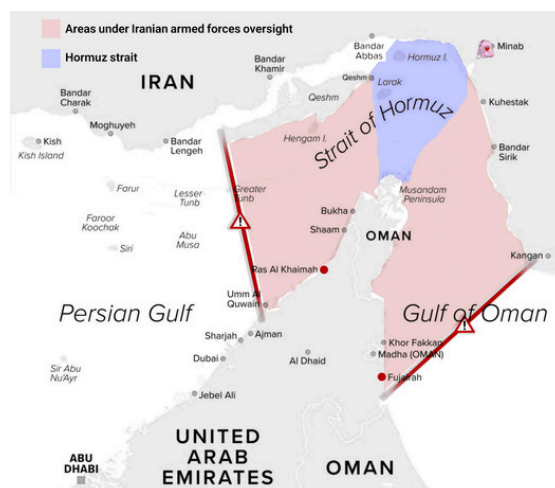 Areas under Iranian armed forces oversight
Hormuz strait
Bandar
Abbas
Hormuz I.
Minab
Bandar
Khamir
IRAN
Qeshm
Larak
Bandar
Charak
Qeshm
Kuhestak
Strait of Hormuz
Moghuyeh
Kish
Kish Island
Bandar
Lengeh
Hengam I.
Bandar
Sirik
Farur
Lesser
Tunb
Greater
Tunb
Musandam
Peninsula
Bukha
Faroor
Koochak
Abu
Musa
Shaam
OMAN
Siri
Kangan
Ras Al Khaimah
Umm Al
Quwain
Persian Gulf
Gulf of Oman
Sharjah
Ajman
Khor Fakkan
Madha (OMAN)
Dubai
Al Dhaid
Sir Abu
Nu'Ayr
Fujairah
Jebel Ali
ABU
DHABI
UNITED
ARAB
EMIRATES
OMAN